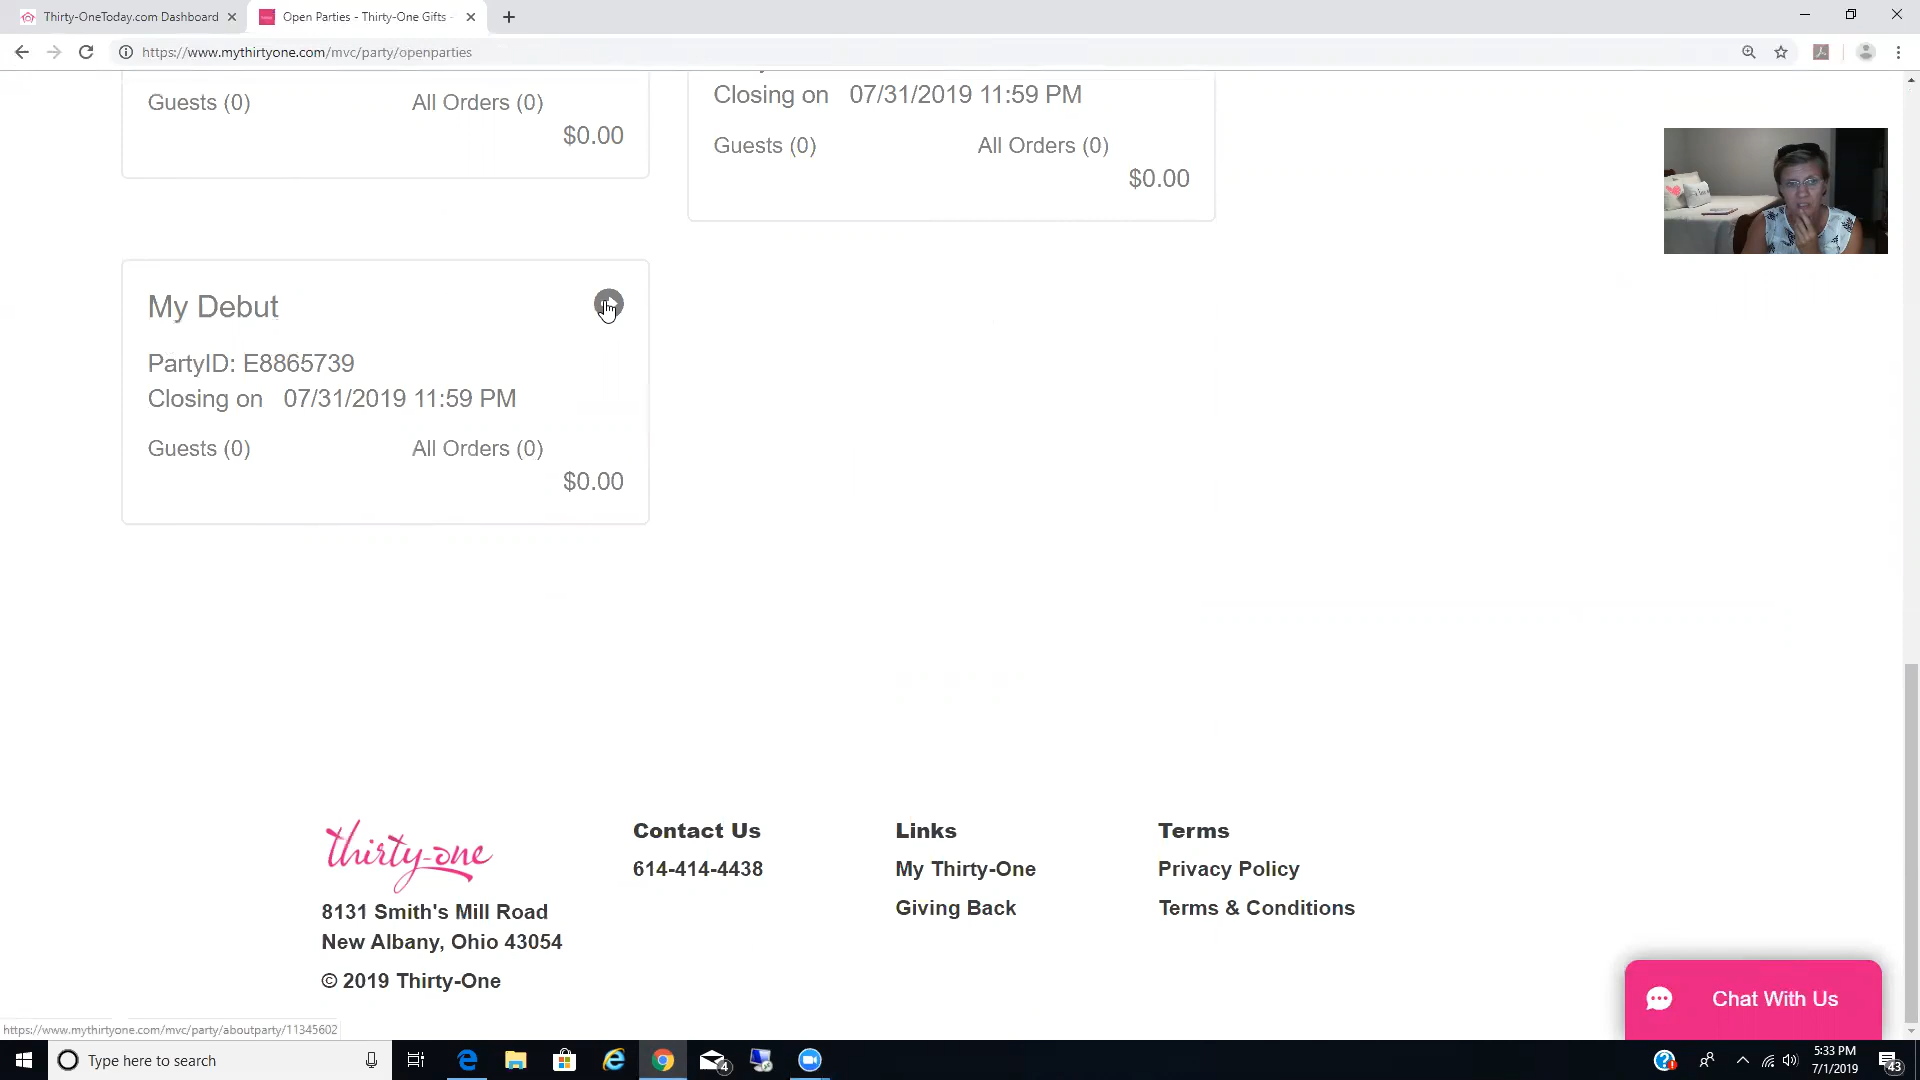 Thirty-OneToday.com Dashboard
Open Parties - Thirty-One Gifts -
https://www.mythirtyone.com/mvc/party/openparties
Guests (0) All Orders (0)
$0.00
Closing on 07/31/2019 11:59 PM
Guests (0) All Orders (0)
$0.00
My Debut
PartyID: E8865739
Closing on 07/31/2019 11:59 PM
Guests (0) All Orders (0)
$0.00
thirty-one
8131 Smith's Mill Road
New Albany, Ohio 43054
© 2019 Thirty-One
Contact Us
614-414-4438
Links
My Thirty-One
Giving Back
Terms
Privacy Policy
Terms & Conditions
Chat With Us
https://www.mythirtyone.com/mvc/party/aboutparty/11345602
Type here to search
4
5:33 PM
7/1/2019
43